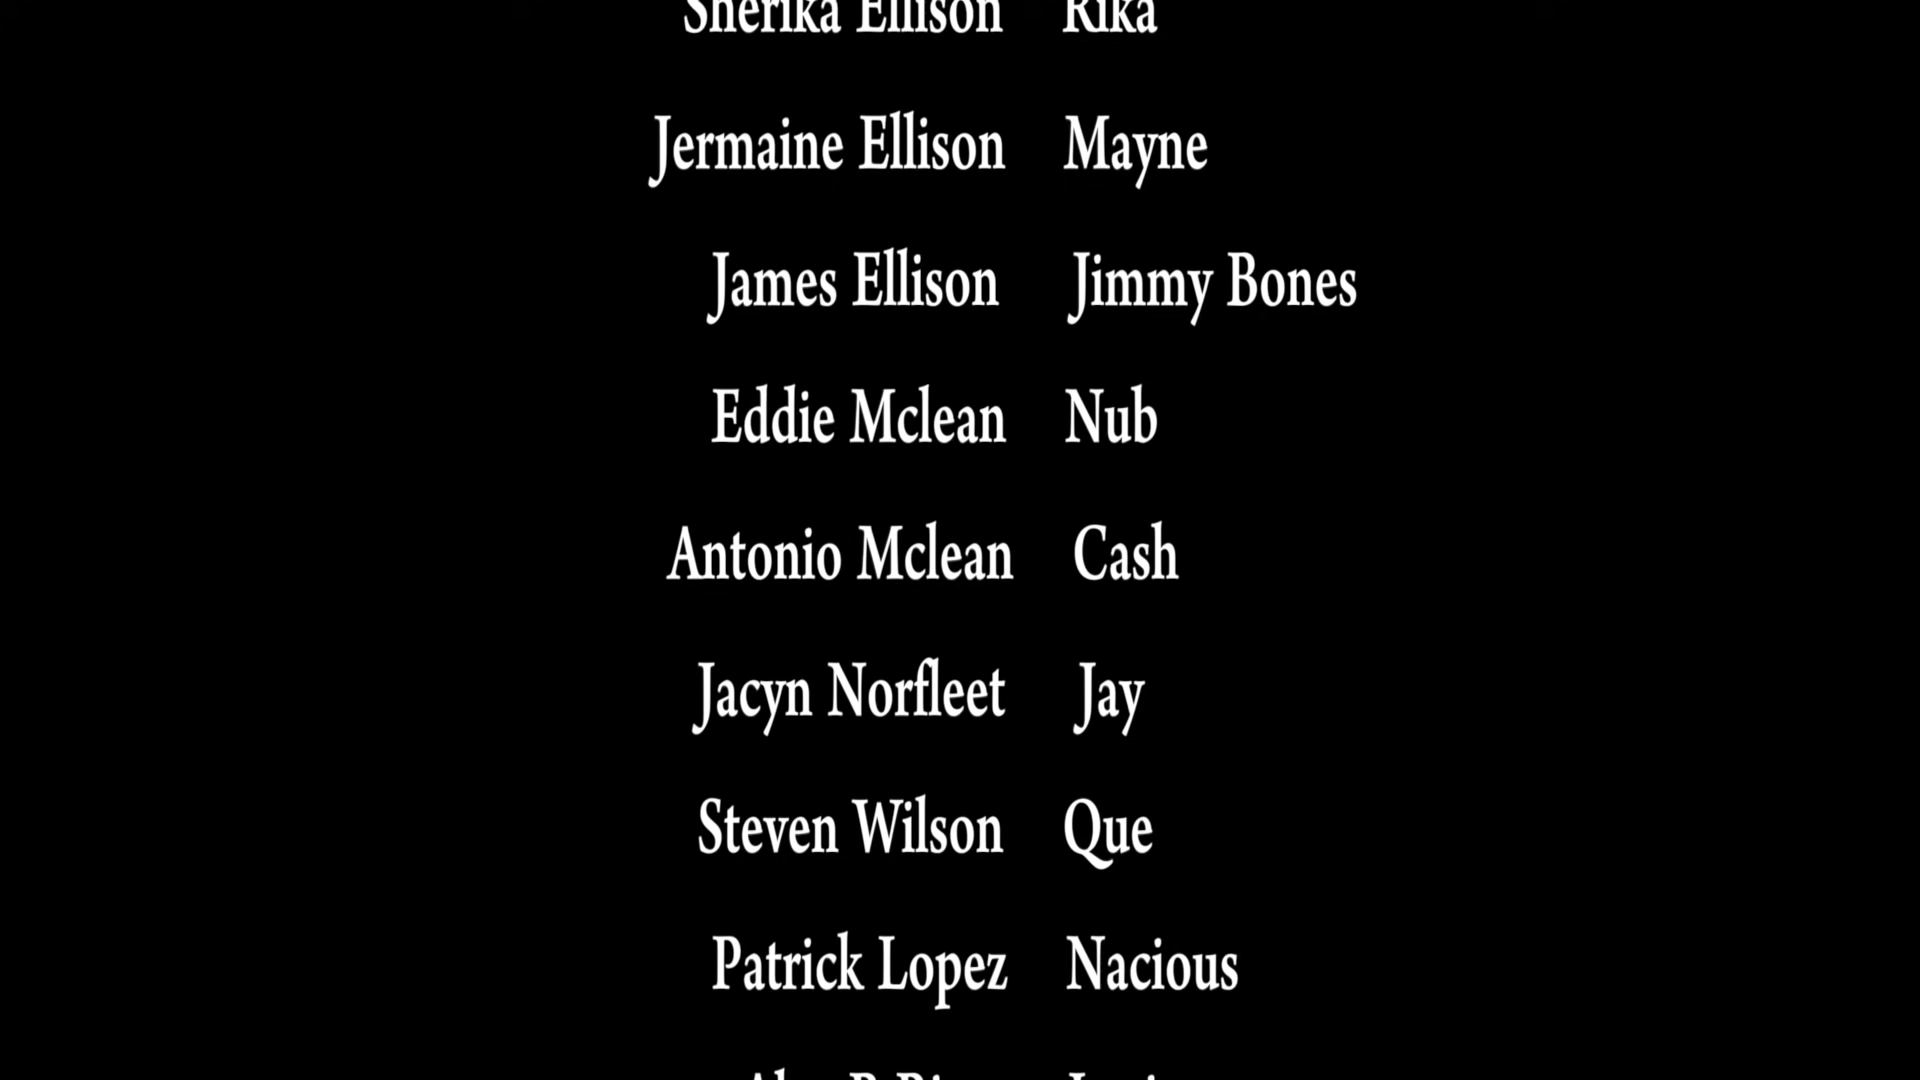 Sherika Ellison Rika
Jermaine Ellison Mayne
James Ellison Jimmy Bones
Eddie Mclean Nub
Antonio Mclean Cash
Jacyn Norfleet Jay
Steven Wilson Que
Patrick Lopez Nacious